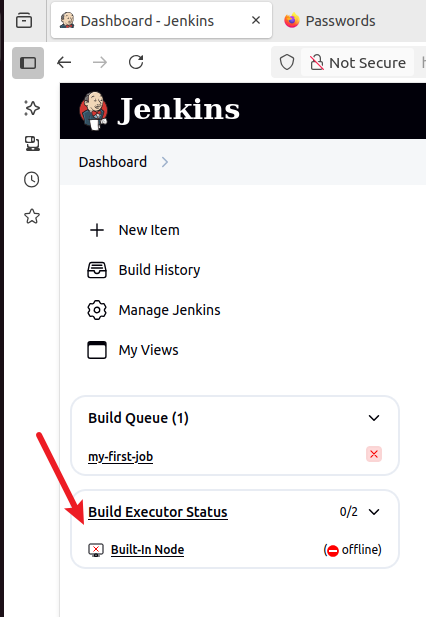 Dashboard - Jenkins
Passwords
Not Secure
Jenkins
Dashboard
New Item
Build History
Manage Jenkins
My Views
Build Queue (1)
my-first-job
Build Executor Status 0/2
Built-In Node (offline)